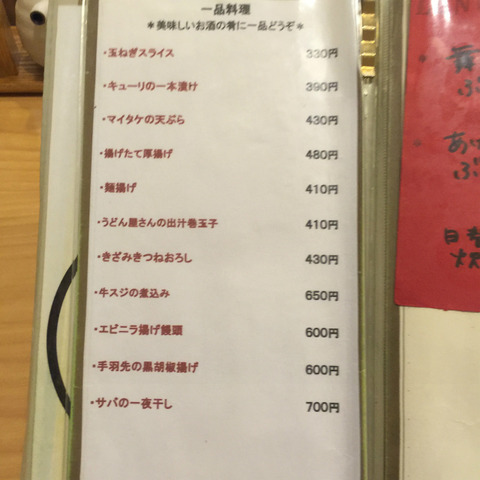 一品料理
＊美味しいお酒の肴に一品どうぞ＊
・玉ねぎスライス 330円
・キューリの一本漬け 390円
・マイタケの天ぷら 430円
・揚げたて厚揚げ 480円
・麺揚げ 410円
・うどん屋さんの出汁巻玉子 410円
・きざみきつねおろし 430円
・牛スジの煮込み 650円
・エビニラ揚げ饅頭 600円
・手羽先の黒胡椒揚げ 600円
・サバの一夜干し 700円